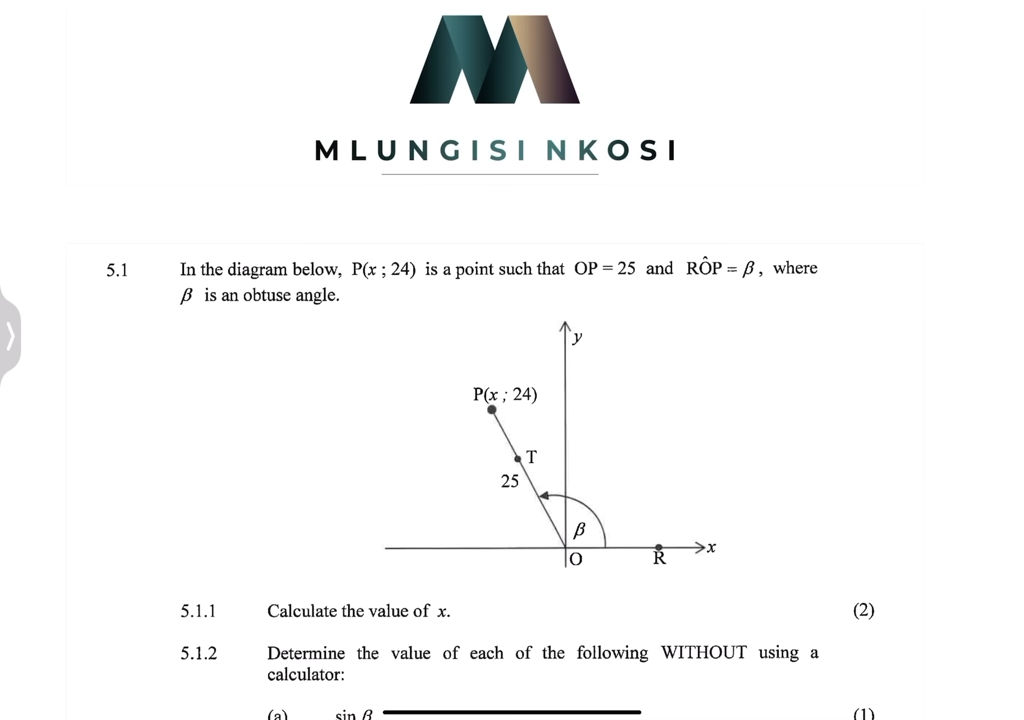 MLUNGISI NKOSI
5.1 In the diagram below, P(x ; 24) is a point such that OP = 25 and RÔP = β, where
β is an obtuse angle.
y
P(x ; 24)
T
25
β
O
R
x
5.1.1 Calculate the value of x. (2)
5.1.2 Determine the value of each of the following WITHOUT using a
calculator:
(a) sin β (1)